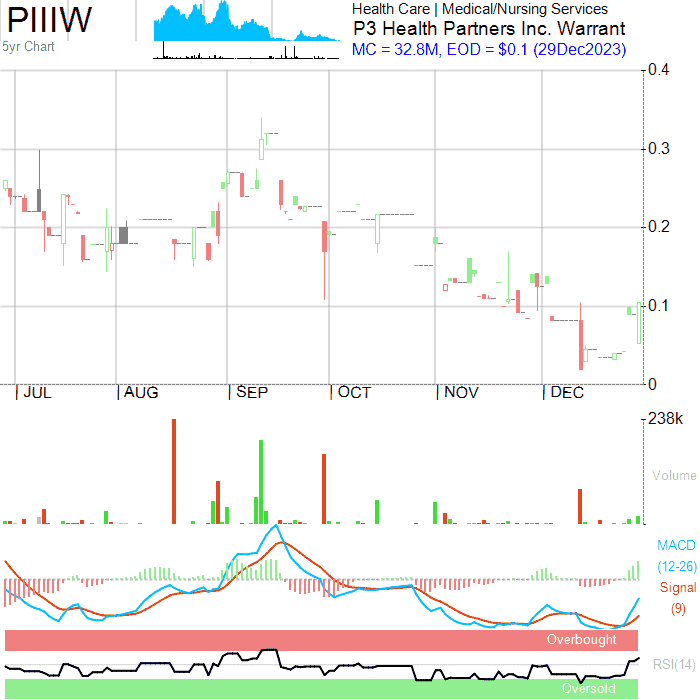 PIIIW
5yr Chart
Health Care | Medical/Nursing Services
P3 Health Partners Inc. Warrant
MC = 32.8M, EOD = $0.1 (29Dec2023)
0.4
0.3
0.2
0.1
0
JUL AUG SEP OCT NOV DEC
238k
Volume
MACD
(12-26)
Signal
(9)
Overbought
RSI(14)
Oversold